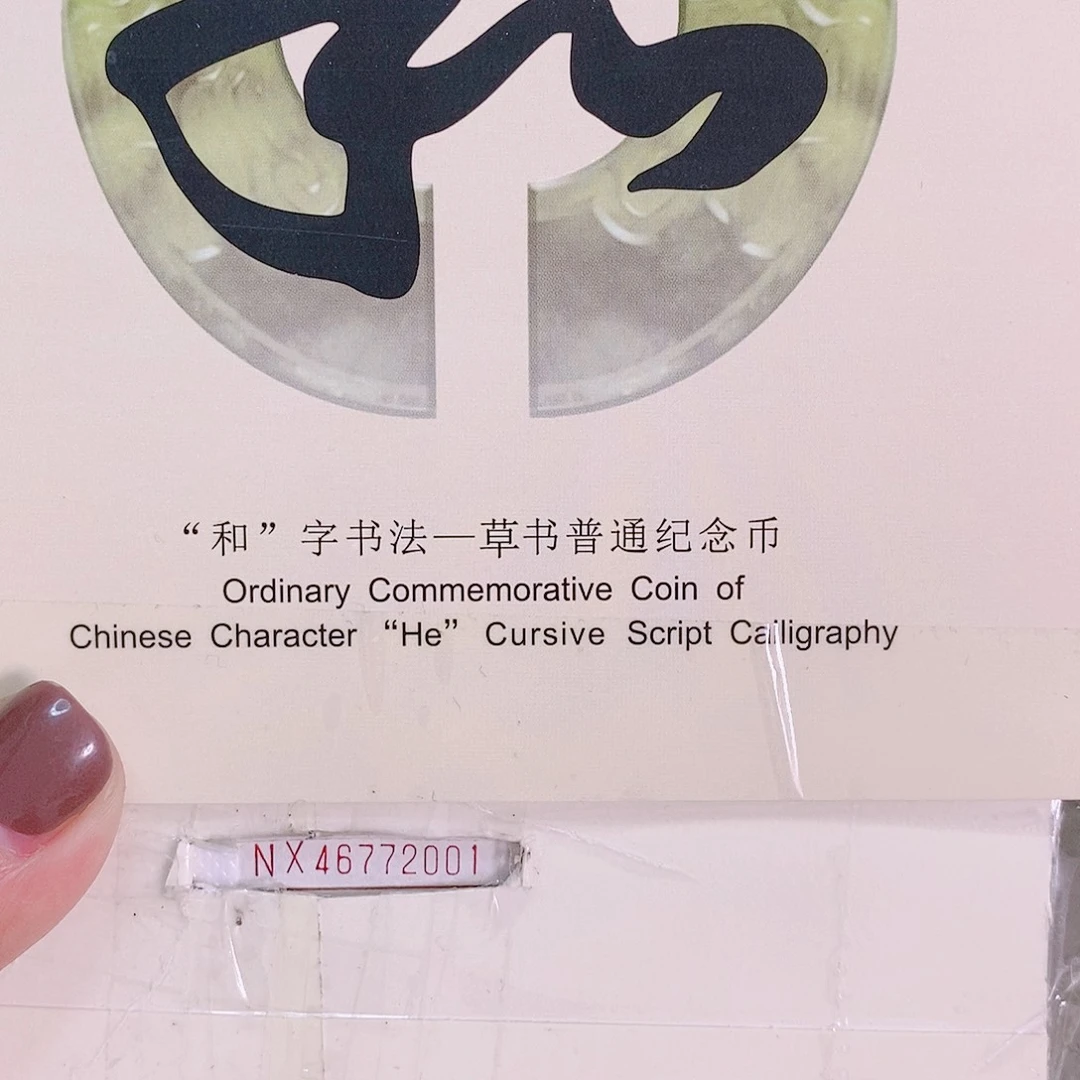 和
“和”字书法—草书普通纪念币
Ordinary Commemorative Coin of
Chinese Character “He” Cursive Script Calligraphy
NX46772001